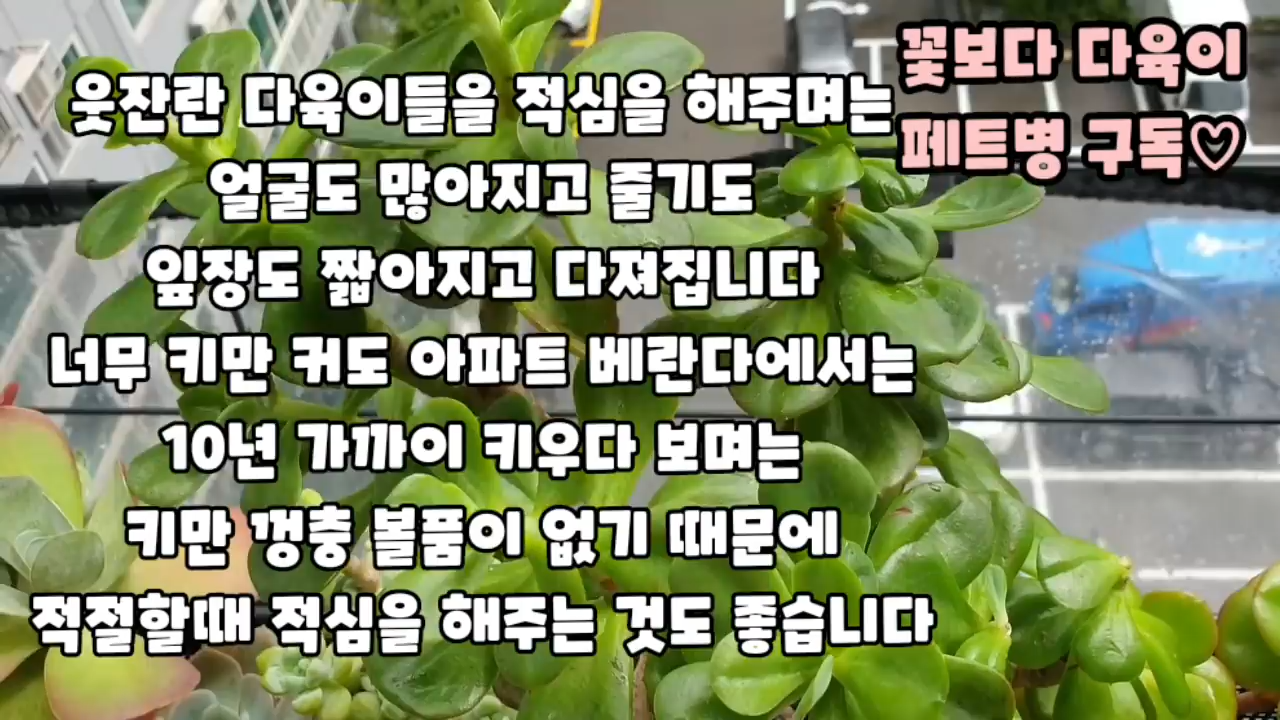 꽃보다 다육이
페트병 구독♡
웃잔란 다육이들을 적심을 해주며는
얼굴도 많아지고 줄기도
잎장도 짧아지고 다져집니다
너무 키만 커도 아파트 베란다에서는
10년 가까이 키우다 보며는
키만 껑충 볼품이 없기 때문에
적절할때 적심을 해주는 것도 좋습니다